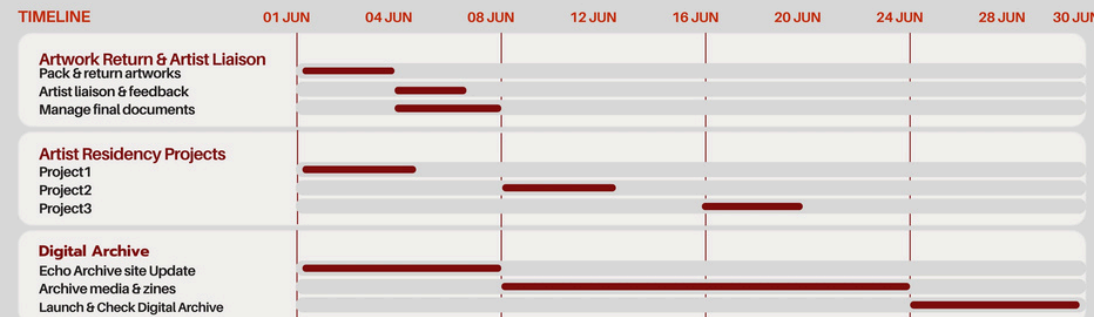 TIMELINE 01 JUN 04 JUN 08 JUN 12 JUN 16 JUN 20 JUN 24 JUN 28 JUN 30 JUN
Artwork Return & Artist Liaison
Pack & return artworks
Artist liaison & feedback
Manage final documents
Artist Residency Projects
Project1
Project2
Project3
Digital Archive
Echo Archive site Update
Archive media & zines
Launch & Check Digital Archive